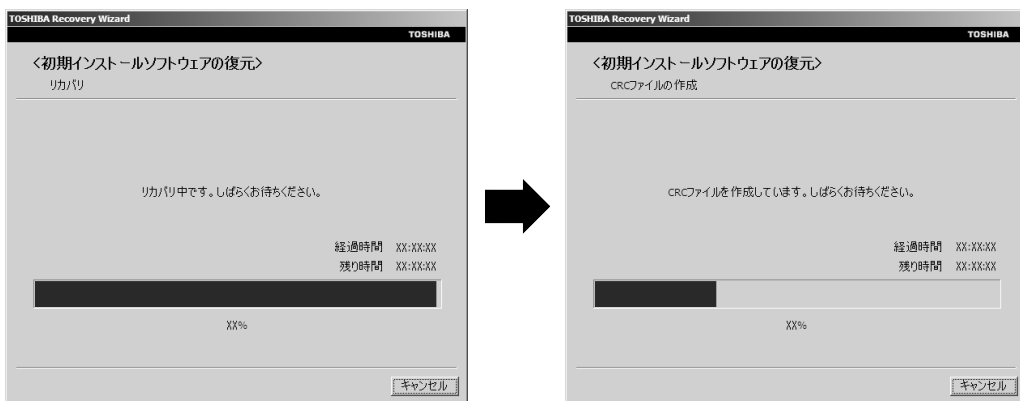 TOSHIBA Recovery Wizard
TOSHIBA
<初期インストールソフトウェアの復元>
リカバリ
リカバリ中です。しばらくお待ちください。
経過時間 XX:XX:XX
残り時間 XX:XX:XX
XX%
キャンセル
TOSHIBA Recovery Wizard
TOSHIBA
<初期インストールソフトウェアの復元>
CRCファイルの作成
CRCファイルを作成しています。しばらくお待ちください。
経過時間 XX:XX:XX
残り時間 XX:XX:XX
XX%
キャンセル